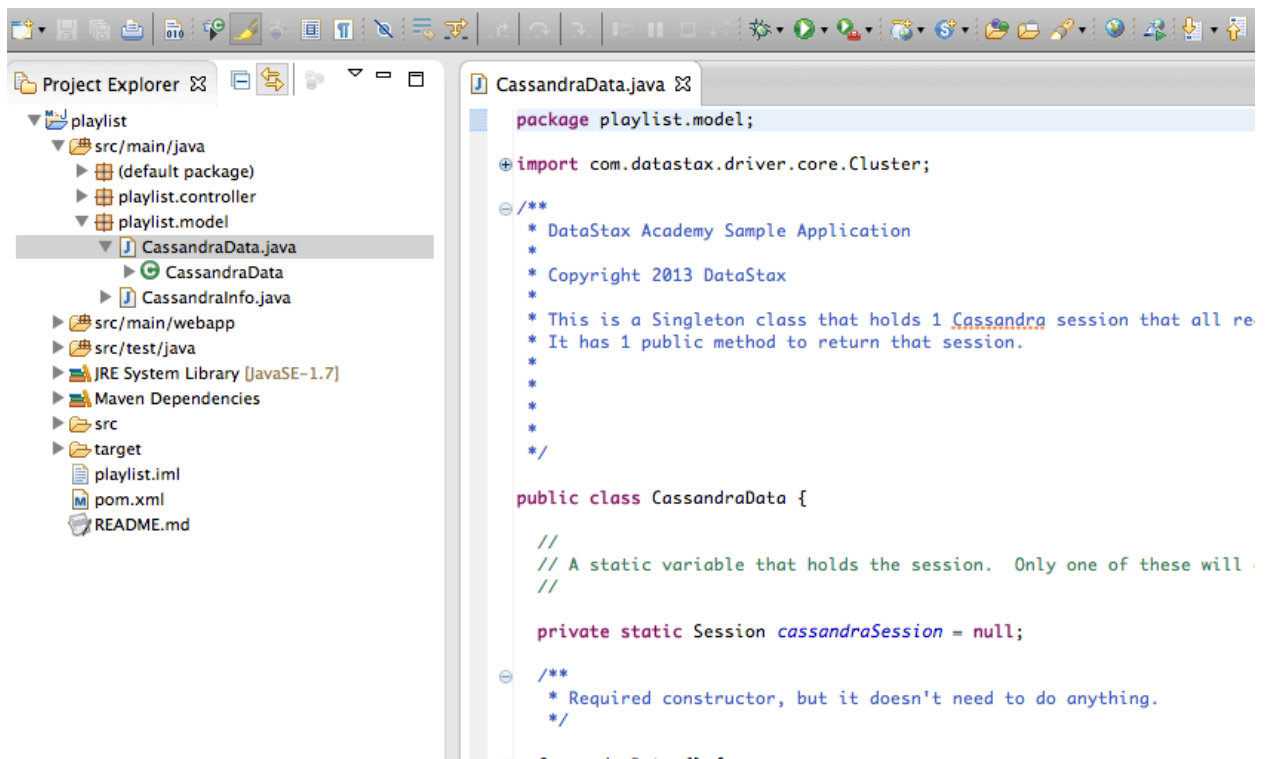 Project Explorer
playlist
src/main/java
(default package)
playlist.controller
playlist.model
CassandraData.java
CassandraData
CassandraInfo.java
src/main/webapp
src/test/java
JRE System Library [JavaSE-1.7]
Maven Dependencies
src
target
playlist.iml
pom.xml
README.md
CassandraData.java
package playlist.model;
import com.datastax.driver.core.Cluster;
/**
* DataStax Academy Sample Application
*
* Copyright 2013 DataStax
*
* This is a Singleton class that holds 1 Cassandra session that all re
* It has 1 public method to return that session.
*
*
*
*
*/
public class CassandraData {
//
// A static variable that holds the session.  Only one of these will
//
private static Session cassandraSession = null;
/**
* Required constructor, but it doesn't need to do anything.
*/